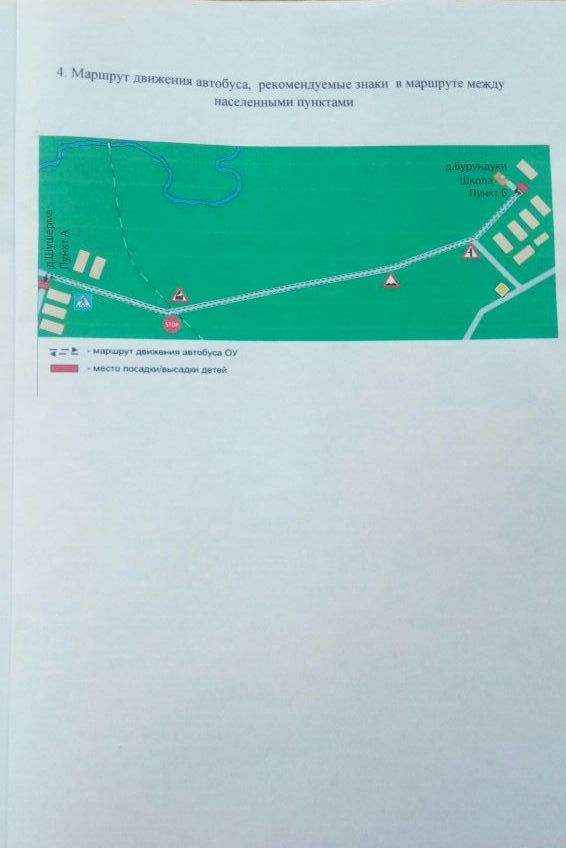 4. Маршрут движения автобуса, рекомендуемые знаки в маршруте между
населенными пунктами
д.Бурундуки
Школа
Пункт Б
д.Шушерма
Пункт А
STOP
- маршрут движения автобуса ОУ
- место посадки/высадки детей